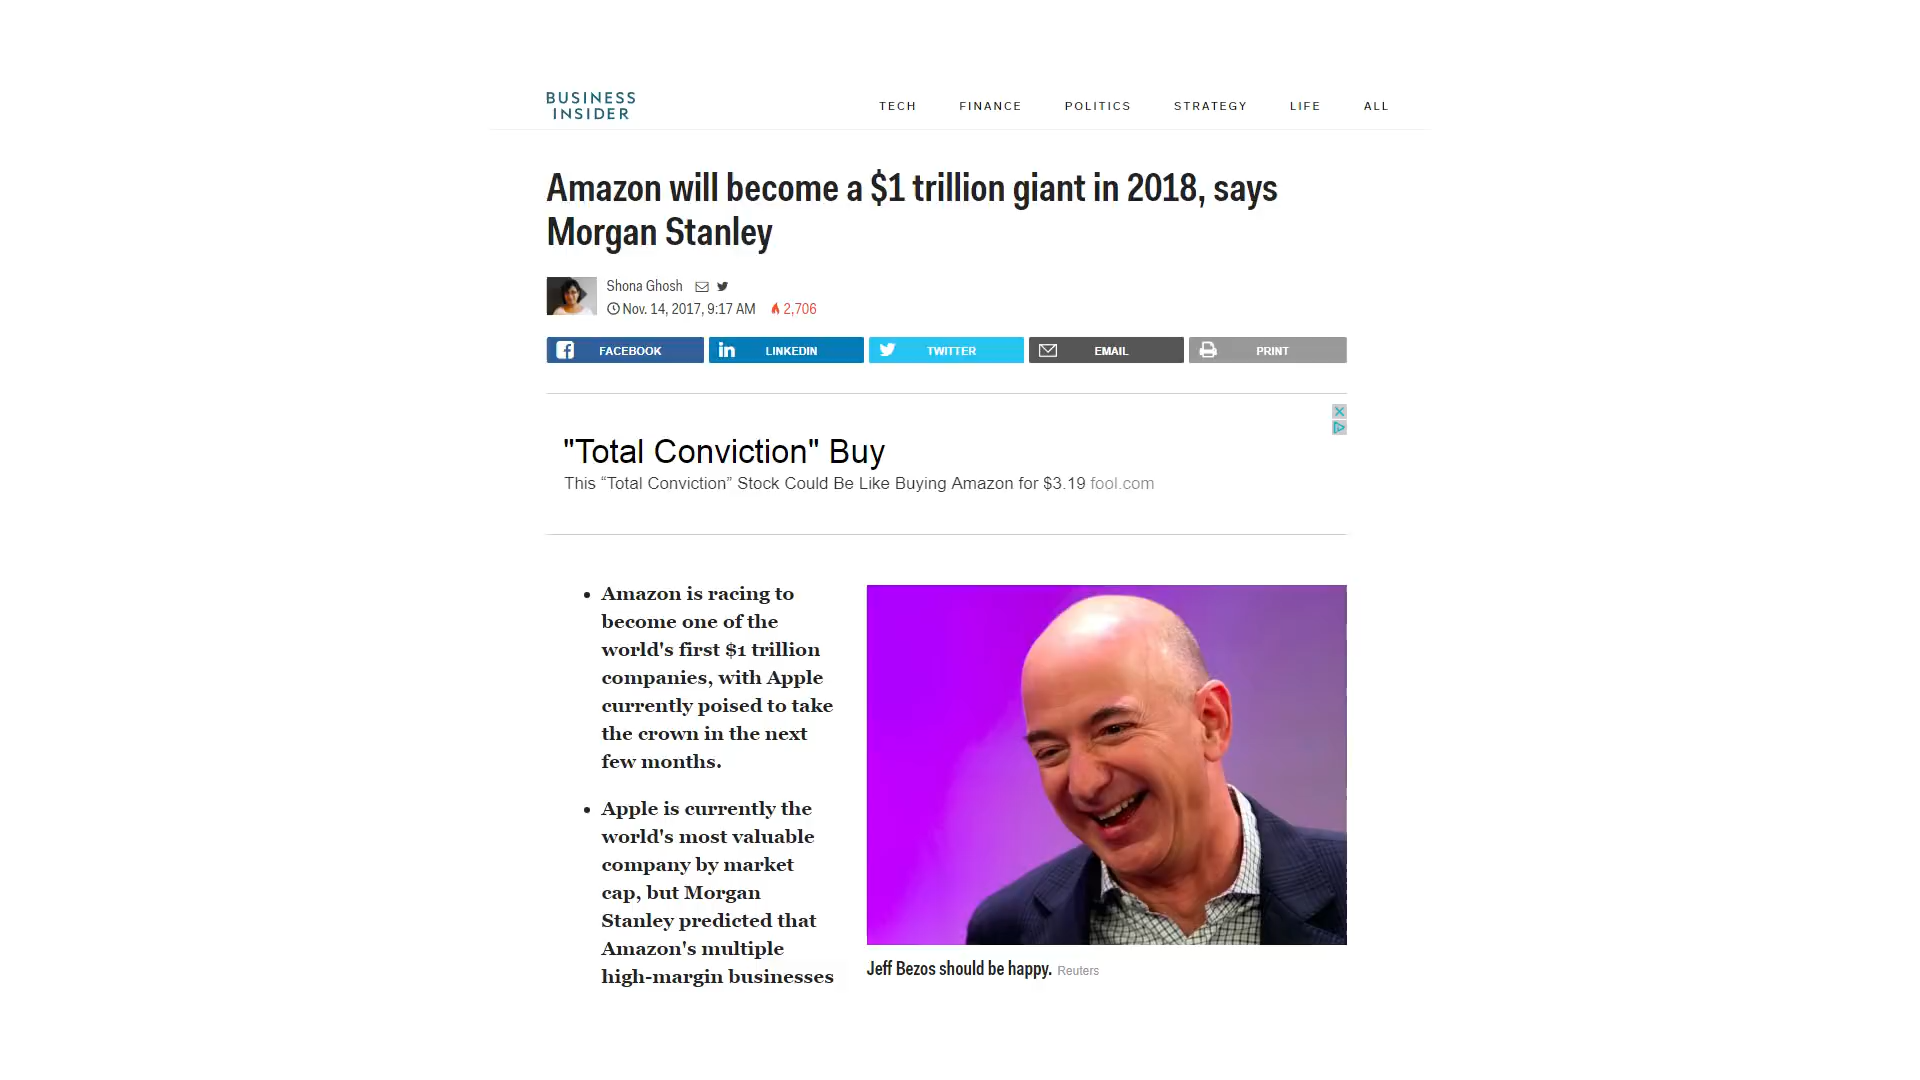 BUSINESS
INSIDER
TECH FINANCE POLITICS STRATEGY LIFE ALL
Amazon will become a $1 trillion giant in 2018, says
Morgan Stanley
Shona Ghosh
Nov. 14, 2017, 9:17 AM 2,706
FACEBOOK LINKEDIN TWITTER EMAIL PRINT
"Total Conviction" Buy
This “Total Conviction” Stock Could Be Like Buying Amazon for $3.19 fool.com
• Amazon is racing to
become one of the
world's first $1 trillion
companies, with Apple
currently poised to take
the crown in the next
few months.
• Apple is currently the
world's most valuable
company by market
cap, but Morgan
Stanley predicted that
Amazon's multiple
high-margin businesses
Jeff Bezos should be happy. Reuters